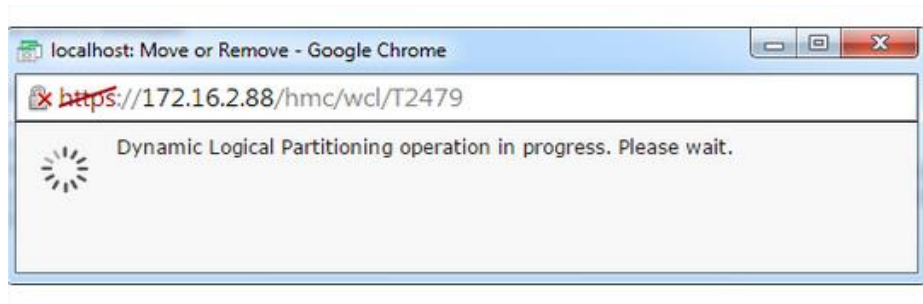 localhost: Move or Remove - Google Chrome
https://172.16.2.88/hmc/wcl/T2479
Dynamic Logical Partitioning operation in progress. Please wait.